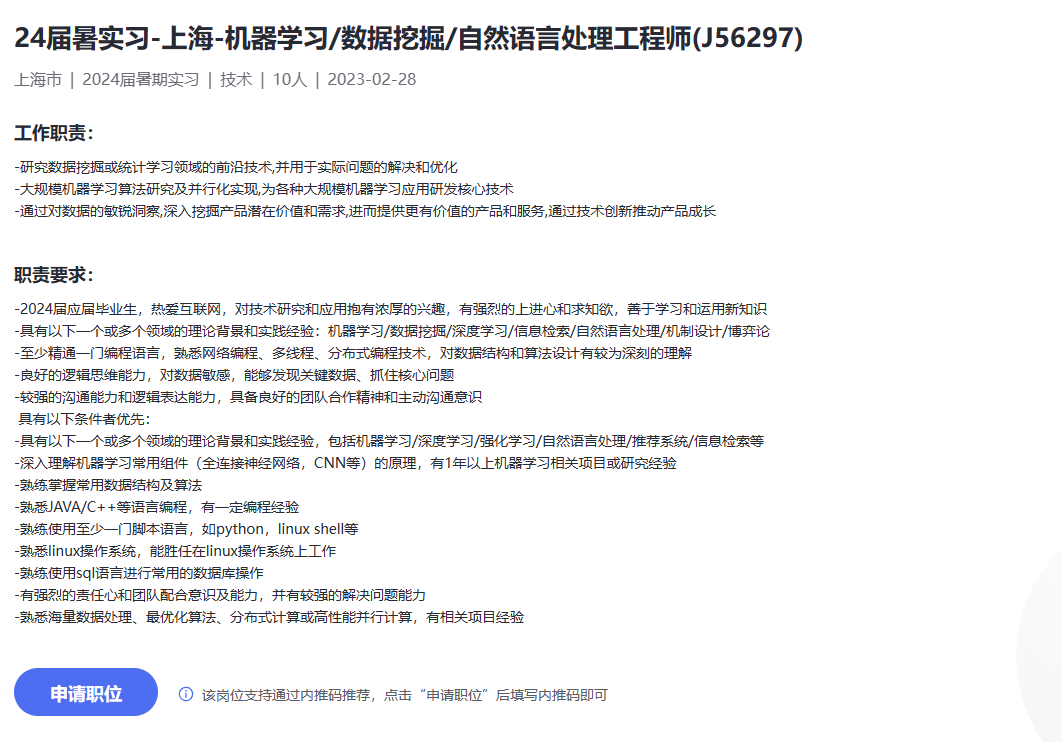 24届暑实习-上海-机器学习/数据挖掘/自然语言处理工程师(J56297)
上海市 | 2024届暑期实习 | 技术 | 10人 | 2023-02-28
工作职责：
-研究数据挖掘或统计学习领域的前沿技术,并用于实际问题的解决和优化
-大规模机器学习算法研究及并行化实现,为各种大规模机器学习应用研发核心技术
-通过对数据的敏锐洞察,深入挖掘产品潜在价值和需求,进而提供更有价值的产品和服务,通过技术创新推动产品成长
职责要求：
-2024届应届毕业生，热爱互联网，对技术研究和应用抱有浓厚的兴趣，有强烈的上进心和求知欲，善于学习和运用新知识
-具有以下一个或多个领域的理论背景和实践经验：机器学习/数据挖掘/深度学习/信息检索/自然语言处理/机制设计/博弈论
-至少精通一门编程语言，熟悉网络编程、多线程、分布式编程技术，对数据结构和算法设计有较为深刻的理解
-良好的逻辑思维能力，对数据敏感，能够发现关键数据、抓住核心问题
-较强的沟通能力和逻辑表达能力，具备良好的团队合作精神和主动沟通意识
具有以下条件者优先：
-具有以下一个或多个领域的理论背景和实践经验，包括机器学习/深度学习/强化学习/自然语言处理/推荐系统/信息检索等
-深入理解机器学习常用组件（全连接神经网络，CNN等）的原理，有1年以上机器学习相关项目或研究经验
-熟练掌握常用数据结构及算法
-熟悉JAVA/C++等语言编程，有一定编程经验
-熟练使用至少一门脚本语言，如python，linux shell等
-熟悉linux操作系统，能胜任在linux操作系统上工作
-熟练使用sql语言进行常用的数据库操作
-有强烈的责任心和团队配合意识及能力，并有较强的解决问题能力
-熟悉海量数据处理、最优化算法、分布式计算或高性能并行计算，有相关项目经验
申请职位 该岗位支持通过内推码推荐，点击“申请职位”后填写内推码即可